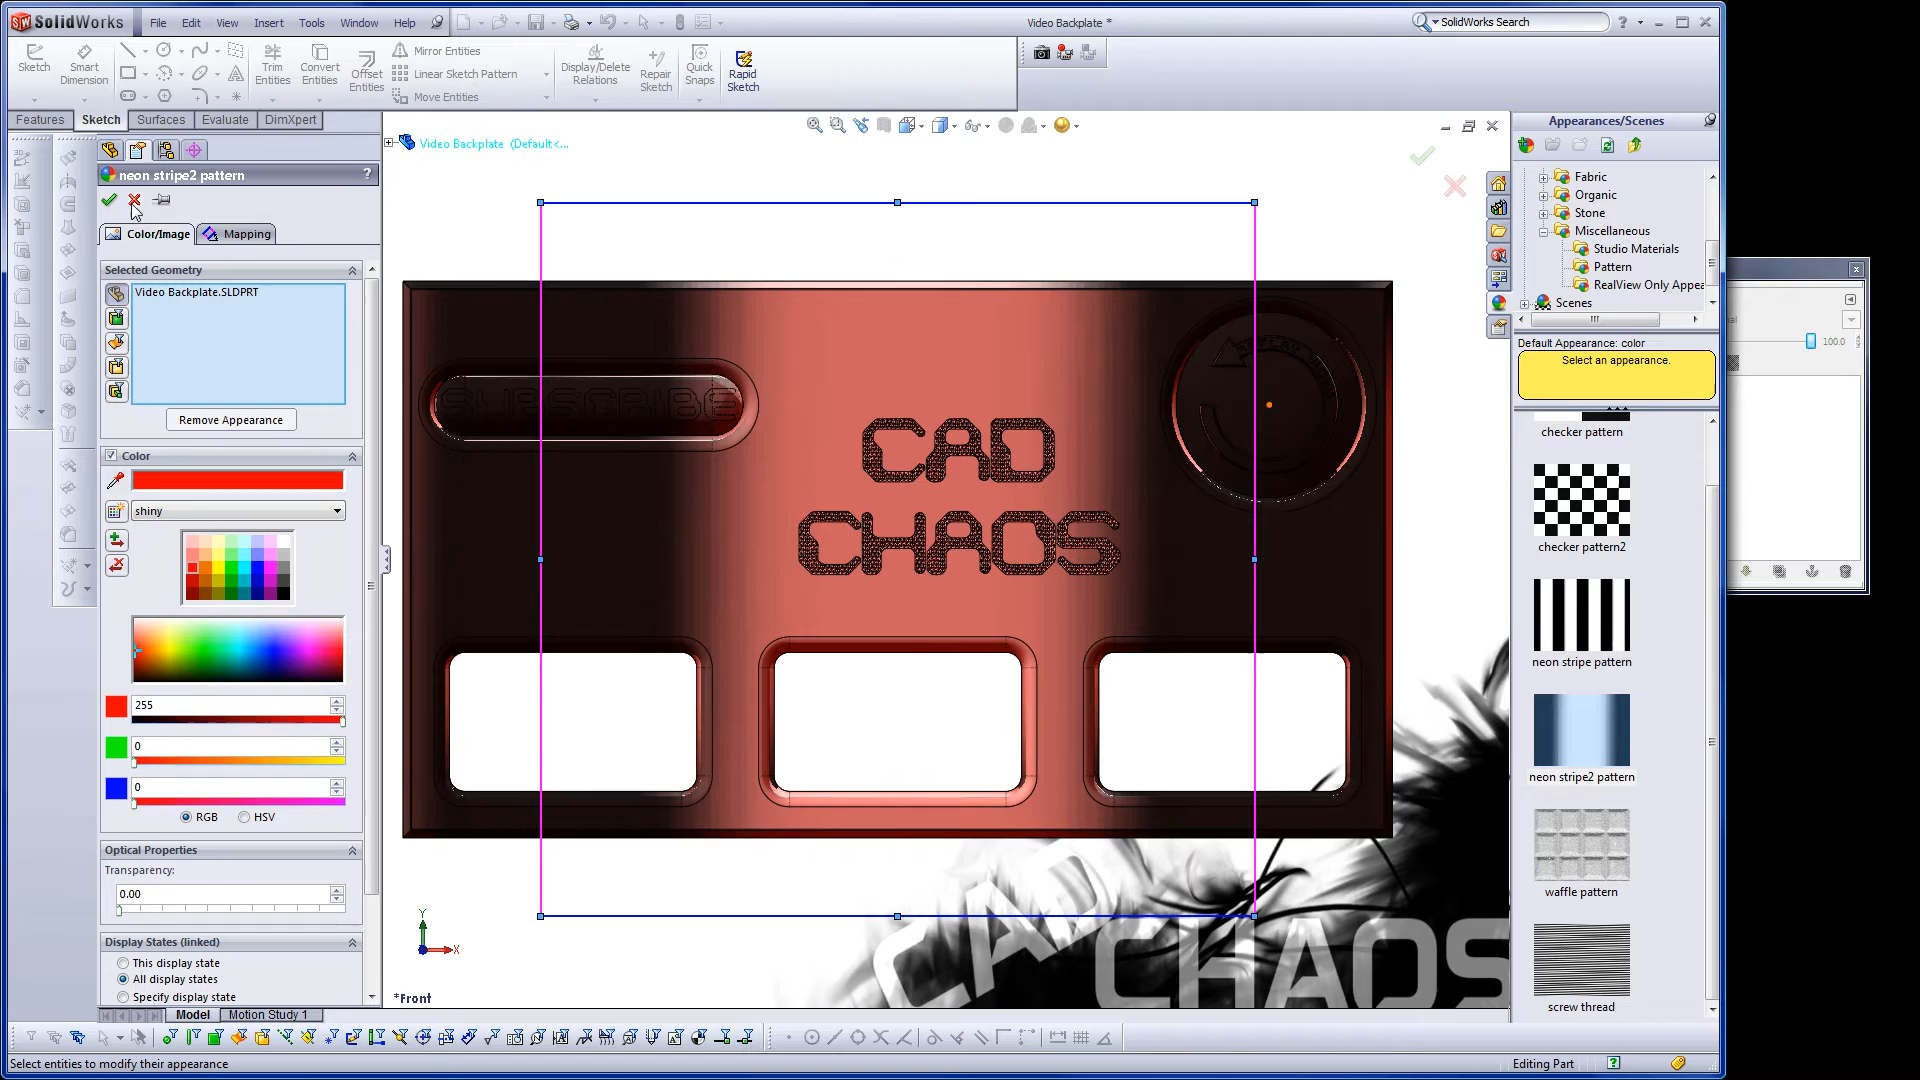 SolidWorks File Edit View Insert Tools Window Help Video Backplate * SolidWorks Search
Sketch Smart Dimension Trim Entities Convert Entities Offset Entities Mirror Entities Linear Sketch Pattern Move Entities Display/Delete Relations Repair Sketch Quick Snaps Rapid Sketch
Features Sketch Surfaces Evaluate DimXpert
Video Backplate (Default<...
neon stripe2 pattern ?
Color/Image Mapping
Selected Geometry
Video Backplate.SLDPRT
Remove Appearance
Color
shiny
255
0
0
RGB HSV
Optical Properties
Transparency:
0.00
Display States (linked)
This display state
All display states
Specify display state
SUBSCRIBE
CAD
CHAOS
CAD
CHAOS
Y
X
*Front
Model Motion Study 1
Select entities to modify their appearance
Editing Part
Appearances/Scenes
Fabric
Organic
Stone
Miscellaneous
Studio Materials
Pattern
RealView Only Appea
Scenes
Default Appearance: color
Select an appearance.
checker pattern
checker pattern2
neon stripe pattern
neon stripe2 pattern
waffle pattern
screw thread
100.0